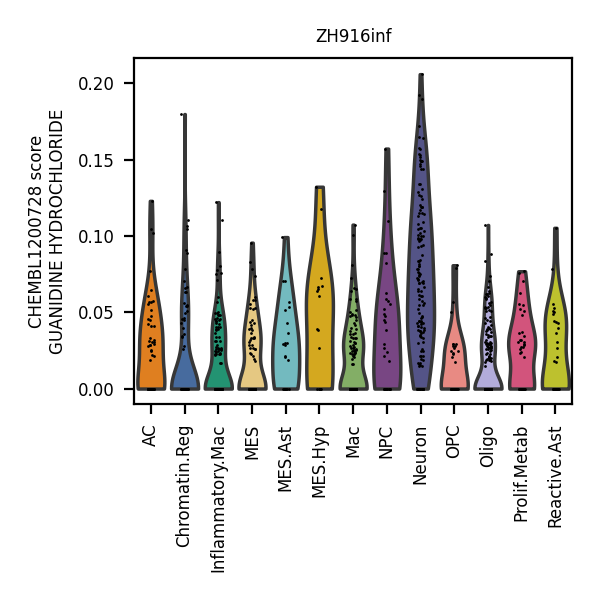 ZH916inf
CHEMBL1200728 score
GUANIDINE HYDROCHLORIDE
0.20
0.15
0.10
0.05
0.00
AC
Chromatin.Reg
Inflammatory.Mac
MES
MES.Ast
MES.Hyp
Mac
NPC
Neuron
OPC
Oligo
Prolif.Metab
Reactive.Ast